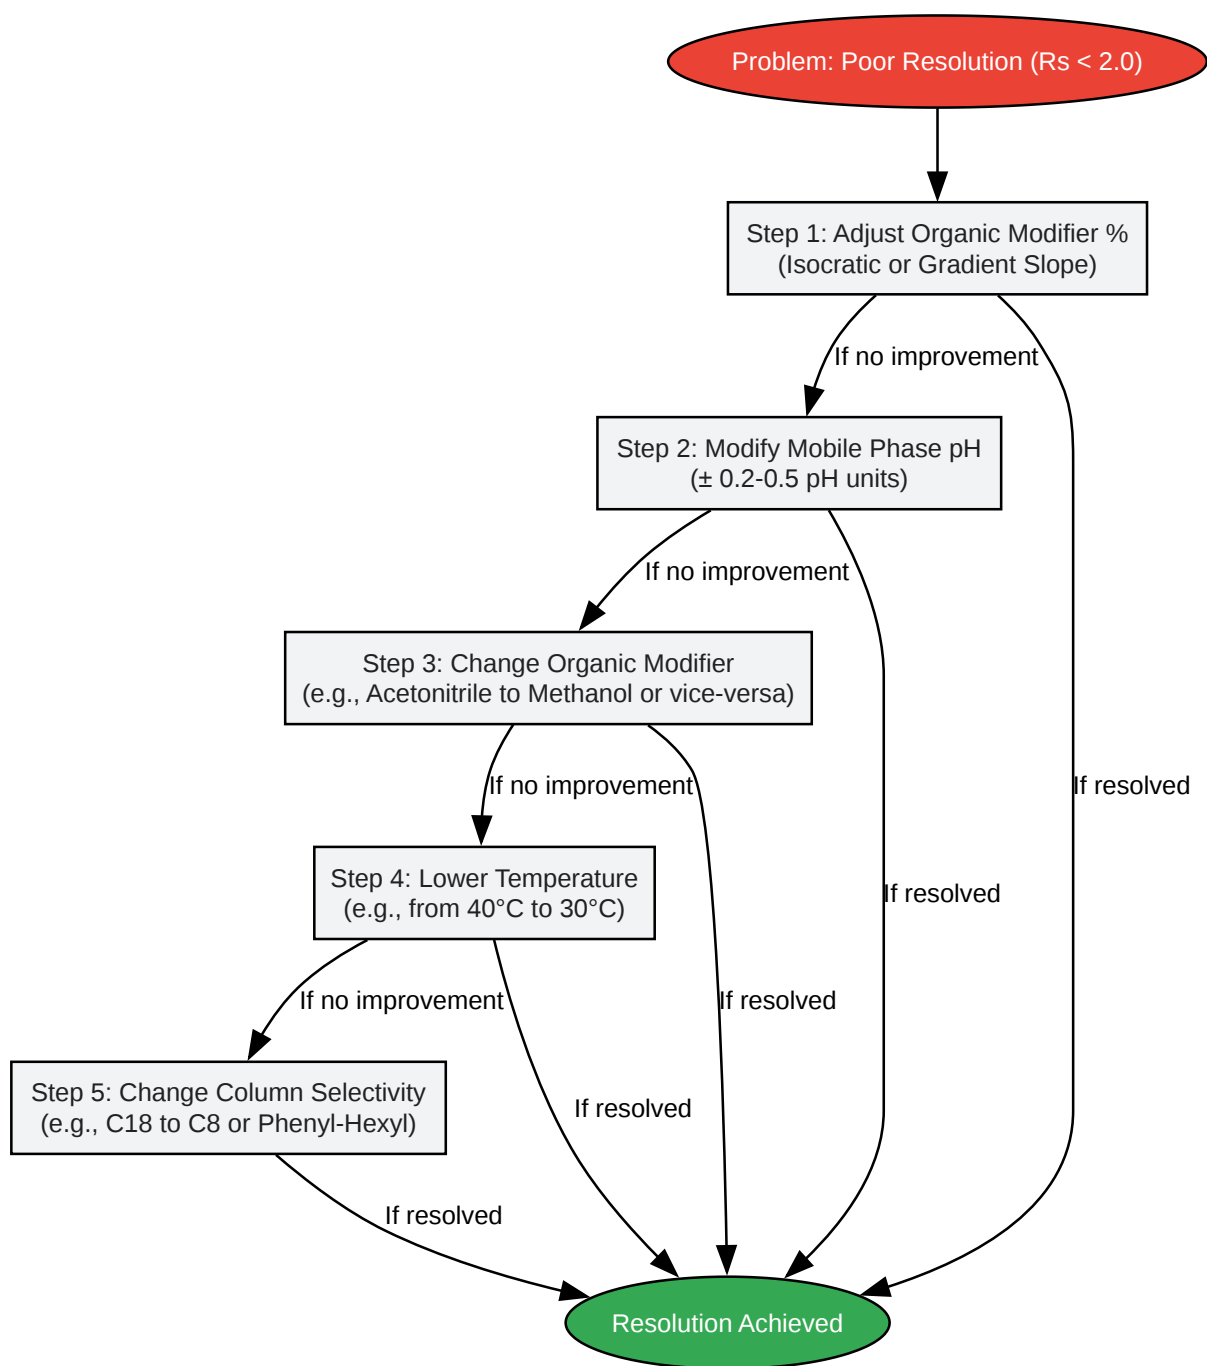 Problem: Poor Resolution (Rs < 2.0)
Step 1: Adjust Organic Modifier %
(Isocratic or Gradient Slope)
If no improvement
Step 2: Modify Mobile Phase pH
(± 0.2-0.5 pH units)
If no improvement
Step 3: Change Organic Modifier
(e.g., Acetonitrile to Methanol or vice-versa)
If no improvement
If resolved
Step 4: Lower Temperature
(e.g., from 40°C to 30°C)
If resolved
If no improvement
If resolved
Step 5: Change Column Selectivity
(e.g., C18 to C8 or Phenyl-Hexyl)
If resolved
If resolved
Resolution Achieved